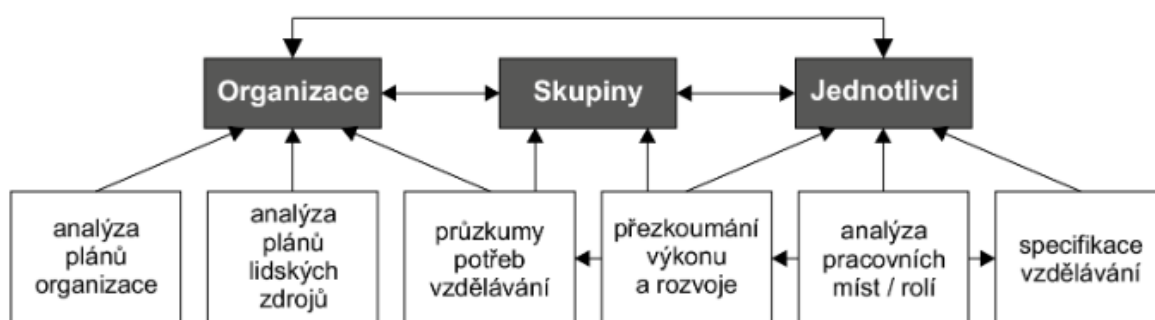 Organizace
Skupiny
Jednotlivci
analýza
plánů
organizace
analýza
plánů
lidských
zdrojů
průzkumy
potřeb
vzdělávání
přezkoumání
výkonu
a rozvoje
analýza
pracovních
míst / rolí
specifikace
vzdělávání